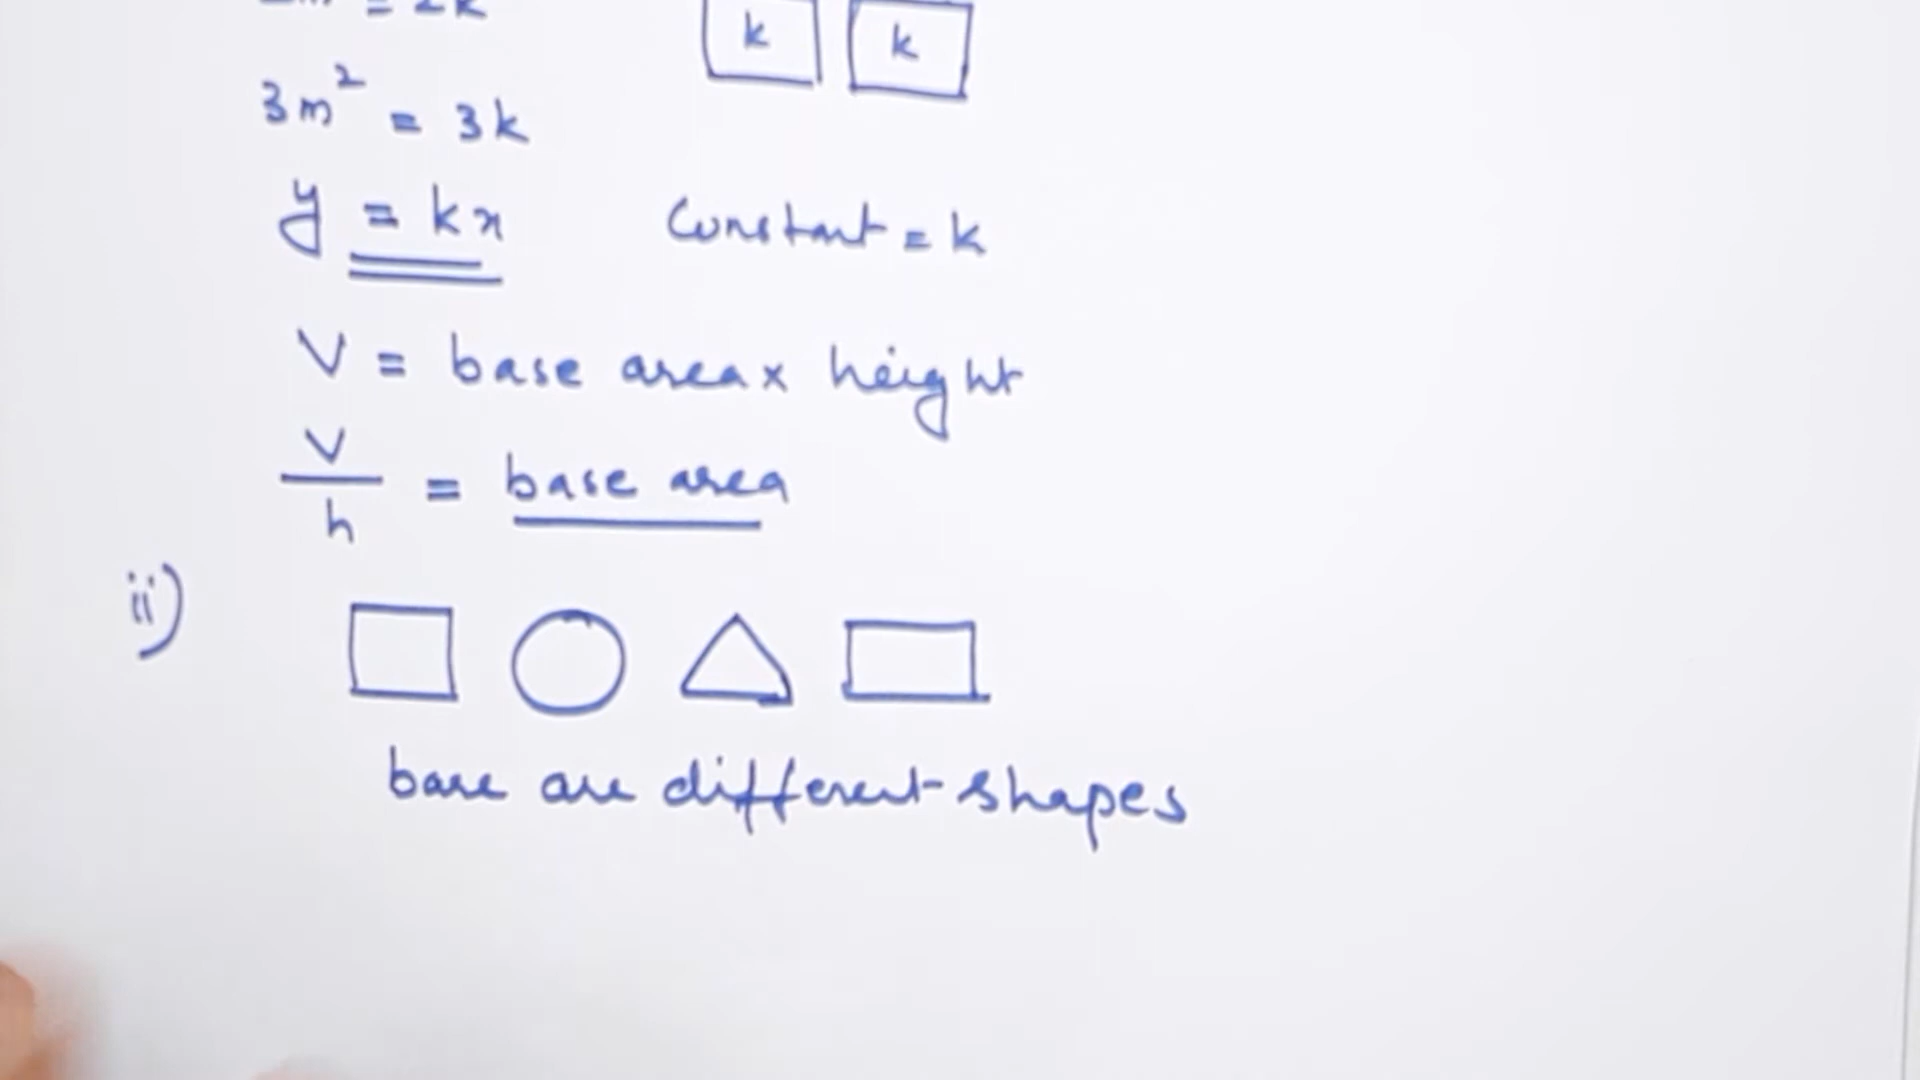 k k
3m² = 3k
y = kx constant = k
V = base area x height
V
h
= base area
ii)
base are different shapes